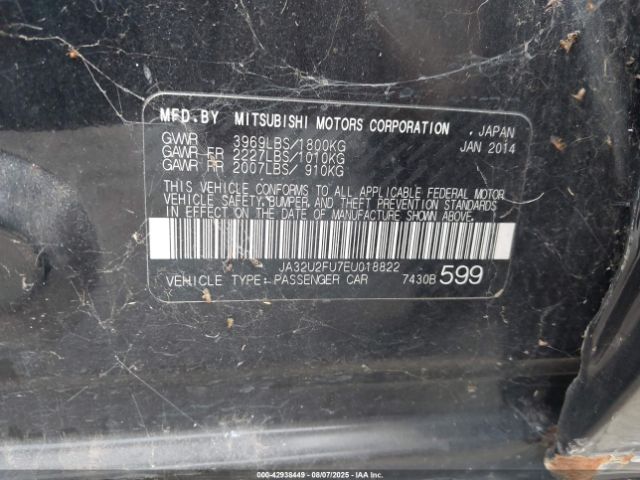 MFD.BY MITSUBISHI MOTORS CORPORATION , JAPAN
GVWR 3969LBS/1800KG JAN 2014
GAWR FR 2227LBS/1010KG
GAWR RR 2007LBS/ 910KG
THIS VEHICLE CONFORMS TO ALL APPLICABLE FEDERAL MOTOR
VEHICLE SAFETY, BUMPER, AND THEFT PREVENTION STANDARDS
IN EFFECT ON THE DATE OF MANUFACTURE SHOWN ABOVE.
JA32U2FU7EU018822
VEHICLE TYPE: PASSENGER CAR 7430B 599
000-42938449 - 08/07/2025 - COPYRIGHT © IAA, LLC.